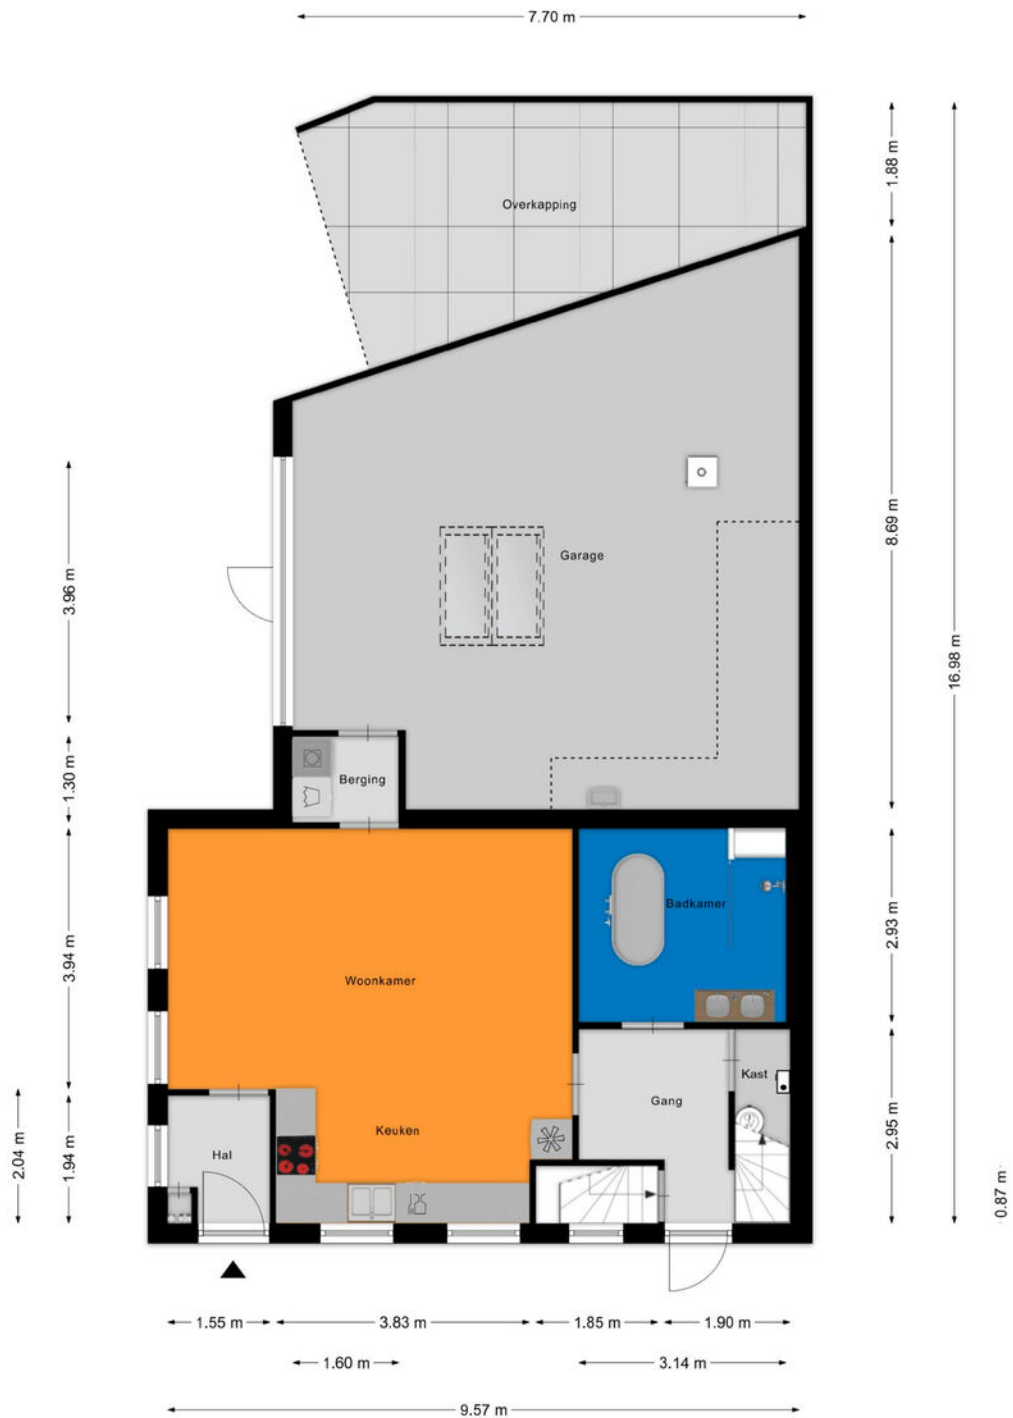 7.70 m
1.88 m
Overkapping
16.98 m
8.69 m
3.96 m
Garage
1.30 m
Berging
3.94 m
2.93 m
Badkamer
Woonkamer
2.04 m
1.94 m
2.95 m
0.87 m
Kast
Gang
Keuken
Hal
1.55 m
3.83 m
1.85 m
1.90 m
1.60 m
3.14 m
9.57 m